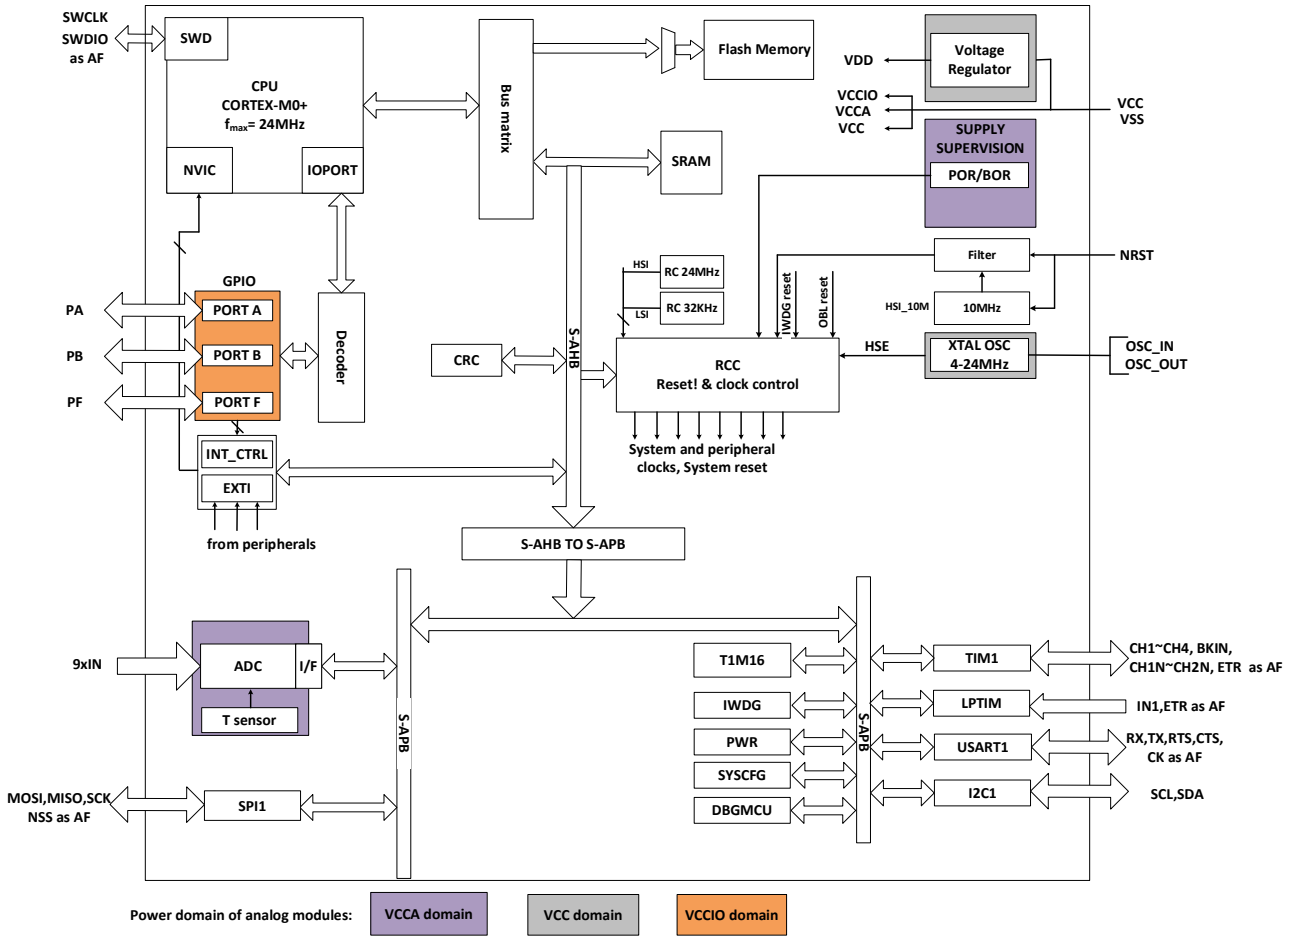 SWCLK
SWDIO
as AF
SWD
CPU
CORTEX-M0+
fmax= 24MHz
NVIC
IOPORT
Bus matrix
Flash Memory
SRAM
Voltage
Regulator
VDD
VCCIO
VCCA
VCC
VCC
VSS
SUPPLY
SUPERVISION
POR/BOR
Filter
NRST
HSI_10M
10MHz
HSI
RC 24MHz
LSI
RC 32KHz
IWDG reset
OBL reset
HSE
XTAL OSC
4-24MHz
OSC_IN
OSC_OUT
RCC
Reset! & clock control
System and peripheral
clocks, System reset
GPIO
PA
PORT A
PB
PORT B
PF
PORT F
Decoder
CRC
S-AHB
INT_CTRL
EXTI
from peripherals
S-AHB TO S-APB
9xIN
ADC
I/F
T sensor
S-APB
MOSI,MISO,SCK
NSS as AF
SPI1
T1M16
IWDG
PWR
SYSCFG
DBGMCU
S-APB
TIM1
CH1~CH4, BKIN,
CH1N~CH2N, ETR as AF
LPTIM
IN1,ETR as AF
USART1
RX,TX,RTS,CTS,
CK as AF
I2C1
SCL,SDA
Power domain of analog modules:
VCCA domain
VCC domain
VCCIO domain